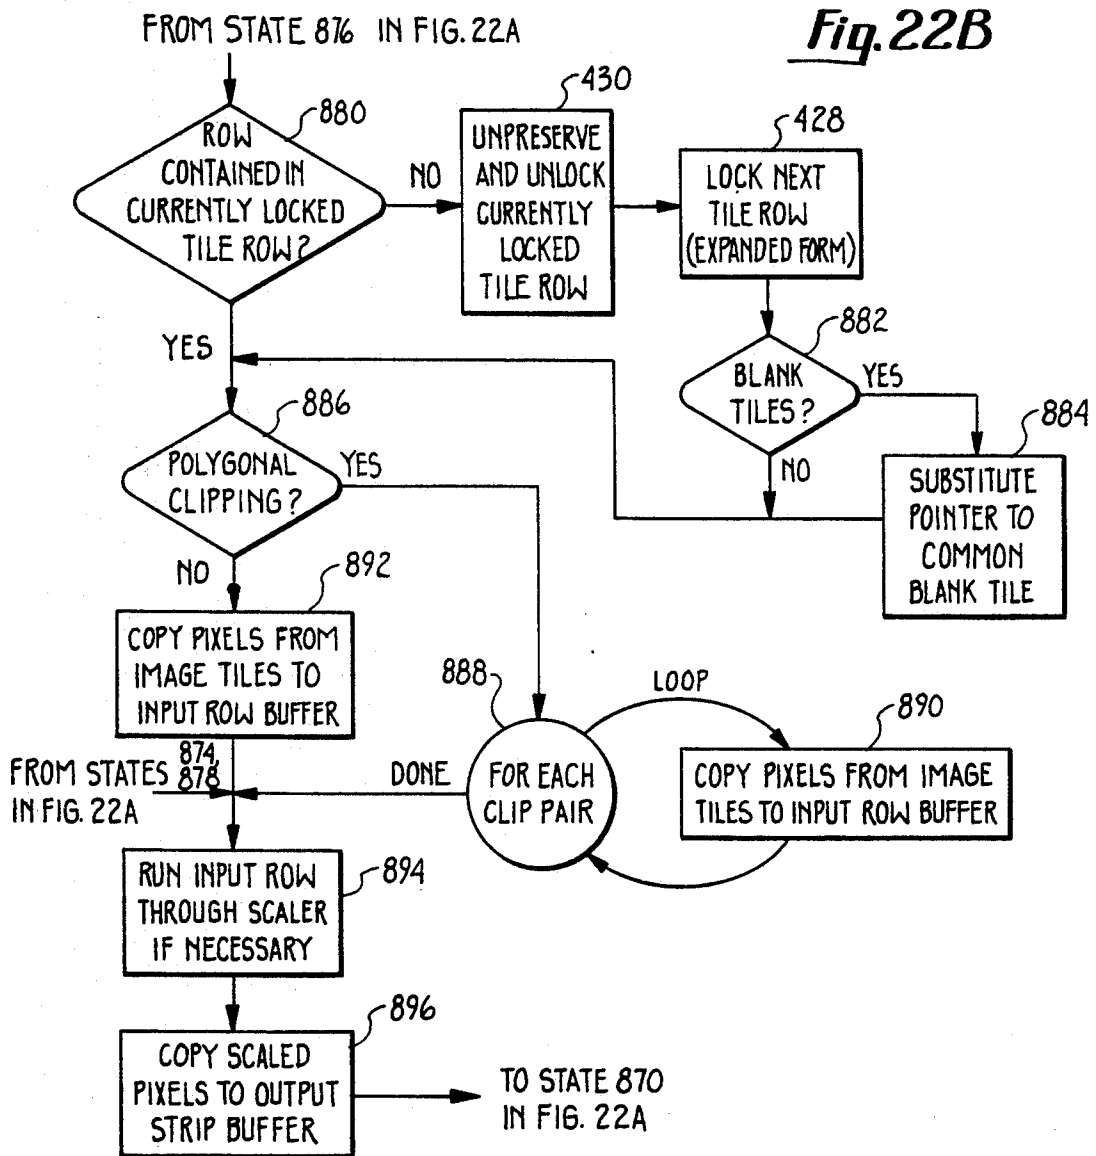 FROM STATE 876 IN FIG. 22A
Fig. 22B
880
ROW
CONTAINED IN
CURRENTLY LOCKED
TILE ROW?
NO
430
UNPRESERVE
AND UNLOCK
CURRENTLY
LOCKED
TILE ROW
428
LOCK NEXT
TILE ROW
(EXPANDED FORM)
882
BLANK
TILES?
YES
NO
884
SUBSTITUTE
POINTER TO
COMMON
BLANK TILE
YES
886
POLYGONAL
CLIPPING?
YES
NO
892
COPY PIXELS FROM
IMAGE TILES TO
INPUT ROW BUFFER
888
FOR EACH
CLIP PAIR
LOOP
890
COPY PIXELS FROM IMAGE
TILES TO INPUT ROW BUFFER
DONE
FROM STATES 874,
878
IN FIG. 22A
894
RUN INPUT ROW
THROUGH SCALER
IF NECESSARY
896
COPY SCALED
PIXELS TO OUTPUT
STRIP BUFFER
TO STATE 870
IN FIG. 22A